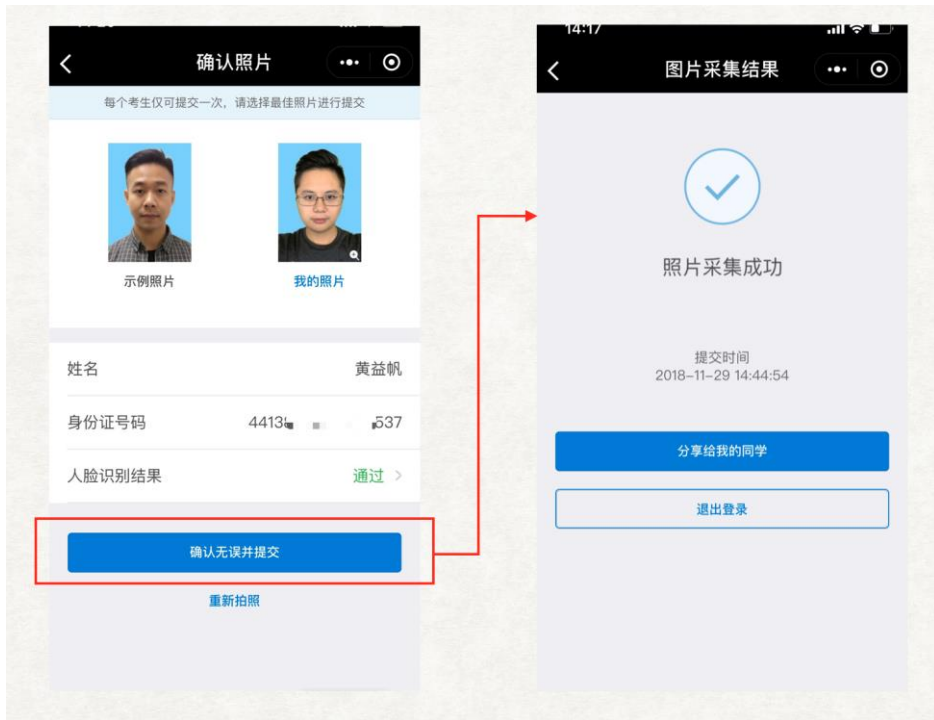 确认照片
每个考生仅可提交一次，请选择最佳照片进行提交
示例照片
我的照片
姓名 黄益帆
身份证号码 4413 537
人脸识别结果 通过
确认无误并提交
重新拍照
14:17
图片采集结果
照片采集成功
提交时间
2018-11-29 14:44:54
分享给我的同学
退出登录